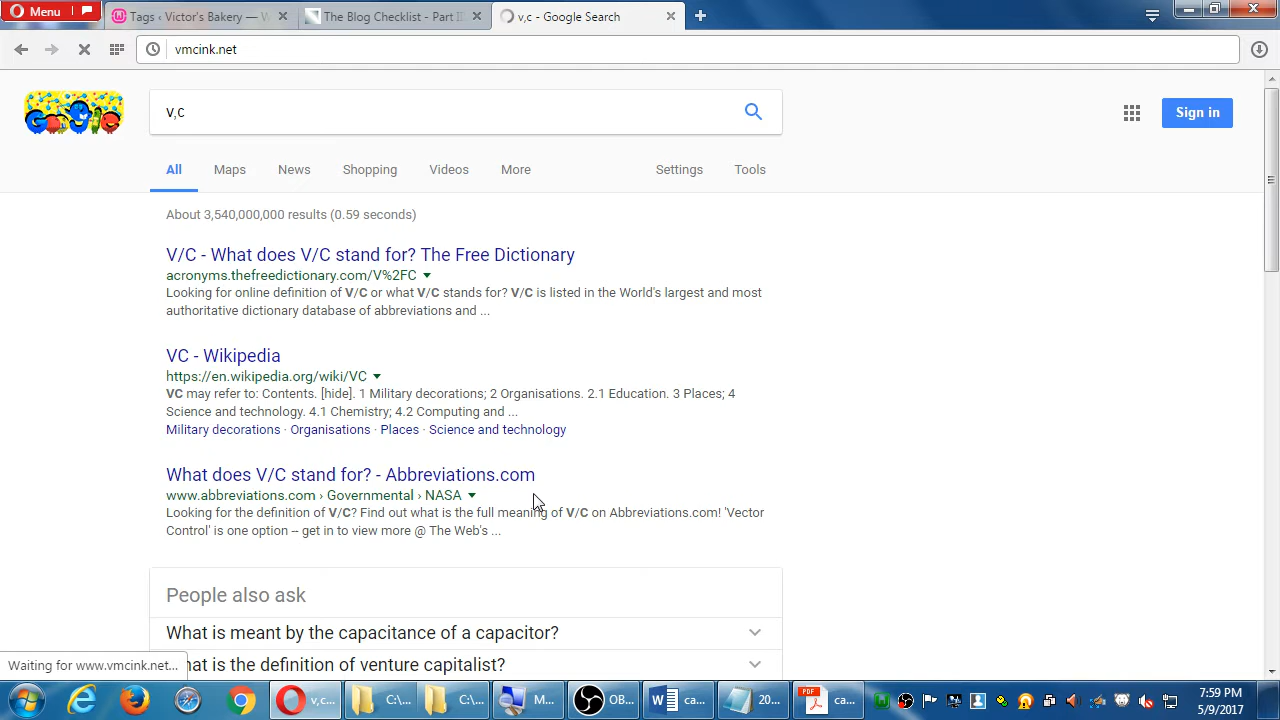 Menu
Tags ‹ Victor's Bakery — W
The Blog Checklist - Part II
v,c - Google Search
vmcink.net
Google
v,c
Sign in
All Maps News Shopping Videos More Settings Tools
About 3,540,000,000 results (0.59 seconds)
V/C - What does V/C stand for? The Free Dictionary
acronyms.thefreedictionary.com/V%2FC
Looking for online definition of V/C or what V/C stands for? V/C is listed in the World's largest and most
authoritative dictionary database of abbreviations and ...
VC - Wikipedia
https://en.wikipedia.org/wiki/VC
VC may refer to: Contents. [hide]. 1 Military decorations; 2 Organisations. 2.1 Education. 3 Places; 4
Science and technology. 4.1 Chemistry; 4.2 Computing and ...
Military decorations · Organisations · Places · Science and technology
What does V/C stand for? - Abbreviations.com
www.abbreviations.com › Governmental › NASA
Looking for the definition of V/C? Find out what is the full meaning of V/C on Abbreviations.com! 'Vector
Control' is one option -- get in to view more @ The Web's ...
People also ask
What is meant by the capacitance of a capacitor?
hat is the definition of venture capitalist?
Waiting for www.vmcink.net...
v,c... C:\... C:\... M... OB... ca... 20... PDF ca...
7:59 PM
5/9/2017